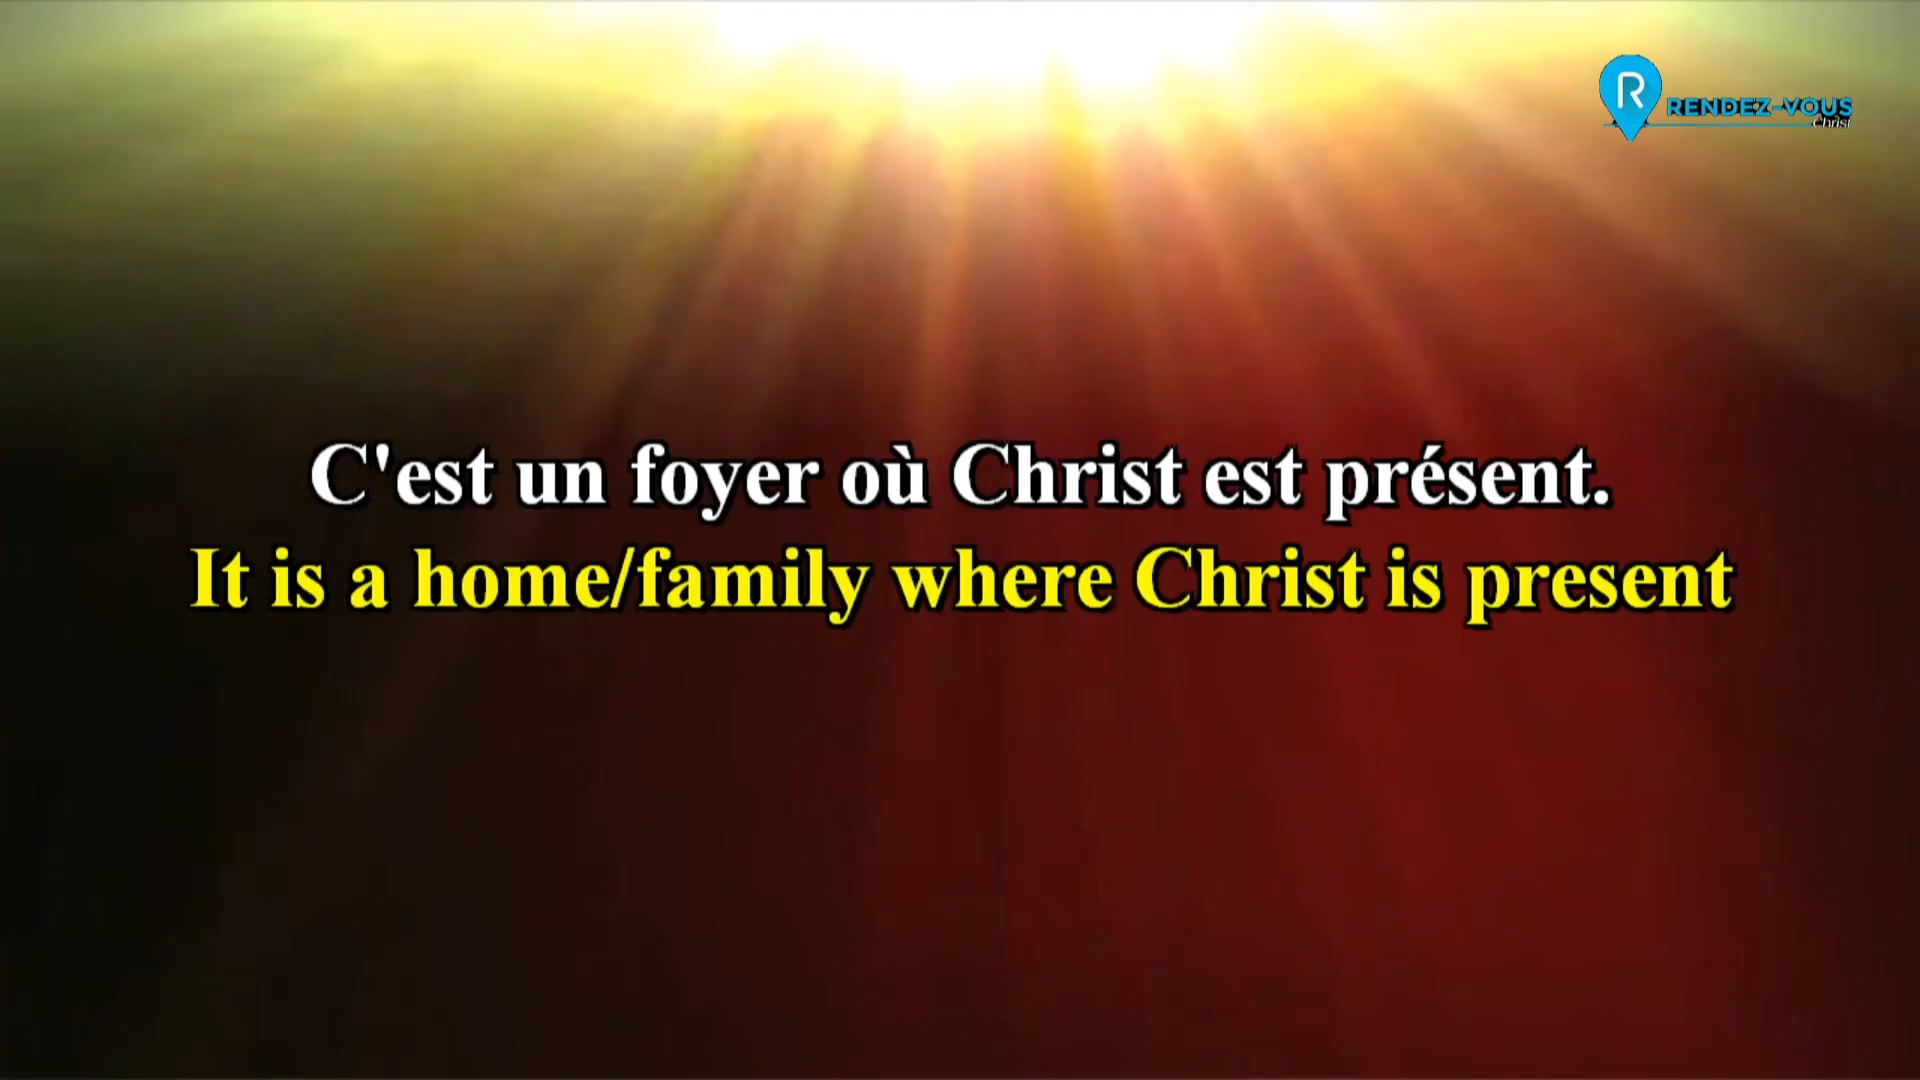 R
RENDEZ-VOUS
Christ
C'est un foyer où Christ est présent.
It is a home/family where Christ is present